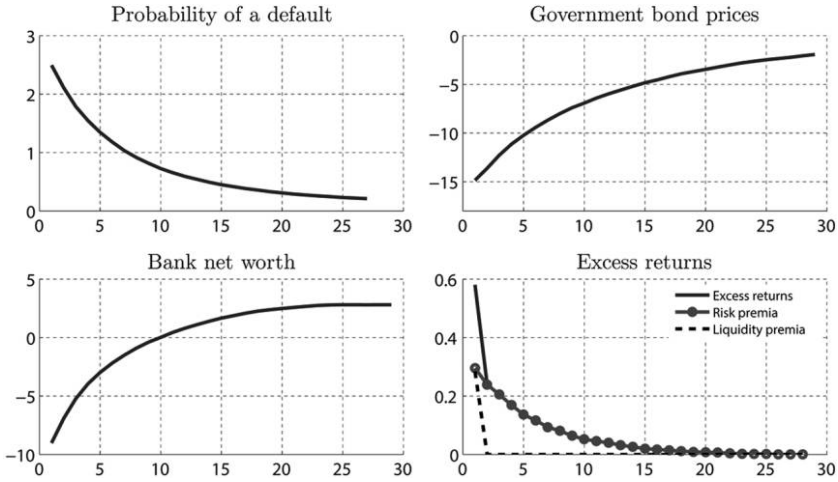 Probability of a default
3
2
1
0
0 5 10 15 20 25 30
Government bond prices
0
−5
−10
−15
0 5 10 15 20 25 30
Bank net worth
5
0
−5
−10
0 5 10 15 20 25 30
Excess returns
0.6
0.4
0.2
0
0 5 10 15 20 25 30
Excess returns
Risk premia
Liquidity premia